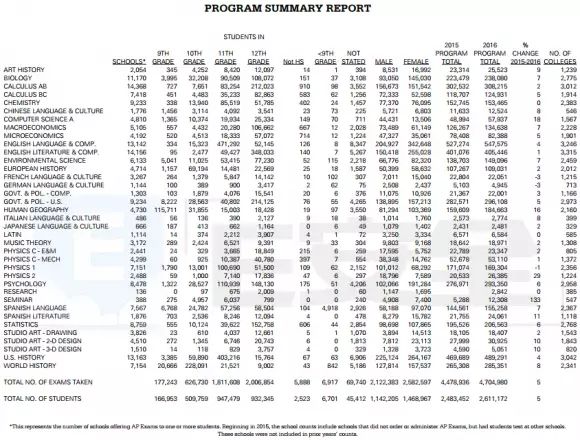 PROGRAM SUMMARY REPORT
STUDENTS IN
SCHOOLS* 9TH GRADE 10TH GRADE 11TH GRADE 12TH GRADE Not HS <9TH GRADE NOT STATED MALE FEMALE 2015 PROGRAM TOTAL 2016 PROGRAM TOTAL % CHANGE 2015-2016 NO. OF COLLEGES
ART HISTORY 2,054 345 4,252 8,420 12,097 14 1 394 8,531 16,992 23,314 25,523 9 1,239
BIOLOGY 11,170 3,995 32,208 90,509 108,072 151 37 3,108 93,050 145,030 223,479 238,080 7 2,775
CALCULUS AB 14,368 727 7,651 83,254 212,023 910 98 3,552 156,673 151,542 302,532 308,215 2 3,012
CALCULUS BC 7,418 451 4,483 35,233 82,863 583 62 1,256 72,333 52,598 118,707 124,931 5 1,914
CHEMISTRY 9,233 338 13,940 85,519 51,785 402 24 1,457 77,370 76,095 152,745 153,465 0 2,383
CHINESE LANGUAGE & CULTURE 1,776 1,456 3,114 4,092 3,541 23 73 225 5,721 6,803 11,633 12,524 8 546
COMPUTER SCIENCE A 4,810 1,365 10,374 19,934 25,334 149 70 711 44,431 13,506 48,894 57,937 18 1,567
MACROECONOMICS 5,105 557 4,432 20,280 106,662 667 12 2,028 73,489 61,149 126,767 134,638 7 2,228
MICROECONOMICS 4,192 520 4,513 18,333 57,072 714 12 1,224 47,327 35,061 78,408 82,388 5 1,901
ENGLISH LANGUAGE & COMP. 13,142 334 15,323 471,292 52,145 126 8 8,347 204,927 342,648 527,274 547,575 4 3,246
ENGLISH LITERATURE & COMP. 14,156 95 2,477 49,927 348,033 140 7 5,267 150,418 255,028 401,076 405,446 1 3,315
ENVIRONMENTAL SCIENCE 6,133 5,041 11,025 53,415 77,230 52 115 2,218 66,776 82,320 138,703 149,096 7 2,459
EUROPEAN HISTORY 4,714 1,157 69,194 14,481 22,569 25 18 1,587 50,399 58,632 107,267 109,031 2 2,012
FRENCH LANGUAGE & CULTURE 3,267 264 1,379 5,847 14,142 10 102 307 7,011 15,040 22,804 22,051 -3 1,215
GERMAN LANGUAGE & CULTURE 1,144 100 389 900 3,417 2 62 75 2,508 2,437 5,103 4,945 -3 713
GOVT. & POL. - COMP. 1,303 103 1,879 4,076 15,541 20 6 376 11,075 10,926 21,367 22,001 3 1,166
GOVT. & POL. - U.S. 9,234 8,222 28,563 40,802 214,125 76 55 4,265 138,895 157,213 282,571 296,108 5 2,973
HUMAN GEOGRAPHY 4,730 115,711 31,855 15,003 18,428 19 97 3,550 81,294 103,369 159,609 184,663 16 2,160
ITALIAN LANGUAGE & CULTURE 486 56 136 390 2,127 9 18 38 1,014 1,760 2,573 2,774 8 399
JAPANESE LANGUAGE & CULTURE 666 187 413 662 1,164 0 6 49 1,079 1,402 2,431 2,481 2 329
LATIN 1,114 14 374 2,212 3,907 4 1 72 3,250 3,334 6,571 6,584 0 585
MUSIC THEORY 3,172 289 2,424 6,521 9,391 9 33 304 9,803 9,168 18,642 18,971 2 1,308
PHYSICS C - E&M 2,441 24 329 3,665 18,849 215 6 259 17,595 5,752 22,789 23,347 2 805
PHYSICS C - MECH 4,299 60 925 10,387 40,780 397 7 554 38,348 14,762 52,678 53,110 1 1,372
PHYSICS 1 7,151 1,790 13,001 100,690 51,500 109 62 2,152 101,012 68,292 171,074 169,304 -1 2,356
PHYSICS 2 2,488 59 1,000 7,140 17,836 47 6 297 18,796 7,589 20,533 26,385 29 1,224
PSYCHOLOGY 8,478 1,322 28,527 110,939 148,130 175 51 4,206 102,066 191,284 276,971 293,350 6 2,958
RESEARCH 136 0 97 675 2,009 1 0 60 1,147 1,695 2,842 0 385
SEMINAR 388 275 4,957 6,037 799 0 0 240 4,908 7,400 5,288 12,308 133 547
SPANISH LANGUAGE 7,567 6,768 24,782 57,256 58,504 104 4,918 2,926 58,188 97,070 144,561 155,258 7 2,367
SPANISH LITERATURE 1,876 703 2,536 8,246 12,094 4 0 478 8,279 15,782 21,755 24,061 11 1,118
STATISTICS 8,759 555 10,124 39,622 152,758 606 44 2,854 98,698 107,865 195,526 206,563 6 2,768
STUDIO ART - DRAWING 3,826 23 610 4,037 12,661 5 1 1,070 3,894 14,513 18,105 18,407 2 1,543
STUDIO ART - 2-D DESIGN 4,510 272 1,345 6,746 20,743 6 0 1,813 7,812 23,113 27,999 30,925 10 1,843
STUDIO ART - 3-D DESIGN 1,510 14 118 829 3,757 4 0 329 1,328 3,723 4,590 5,051 10 820
U.S. HISTORY 13,163 3,385 59,890 403,216 15,764 67 63 6,906 225,124 264,167 469,689 489,291 4 3,042
WORLD HISTORY 7,154 20,666 228,091 21,521 9,002 43 842 5,186 127,814 157,537 265,308 285,351 8 2,341
TOTAL NO. OF EXAMS TAKEN 177,243 626,730 1,611,608 2,006,854 5,888 6,917 69,740 2,122,383 2,582,597 4,478,936 4,704,980 5
TOTAL NO. OF STUDENTS 166,953 509,759 947,479 932,345 2,523 6,701 45,412 1,142,205 1,468,967 2,483,452 2,611,172 5
*This represents the number of schools offering AP Exams to one or more students. Beginning in 2015, the school counts include schools that did not order or administer AP Exams, but had students test at other schools.
These schools were not included in prior years' counts.